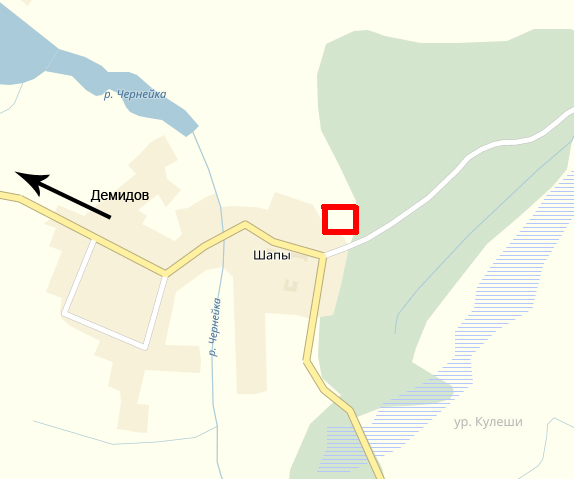 р. Чернейка
Демидов
Шапы
р. Чернейка
ур. Кулеши